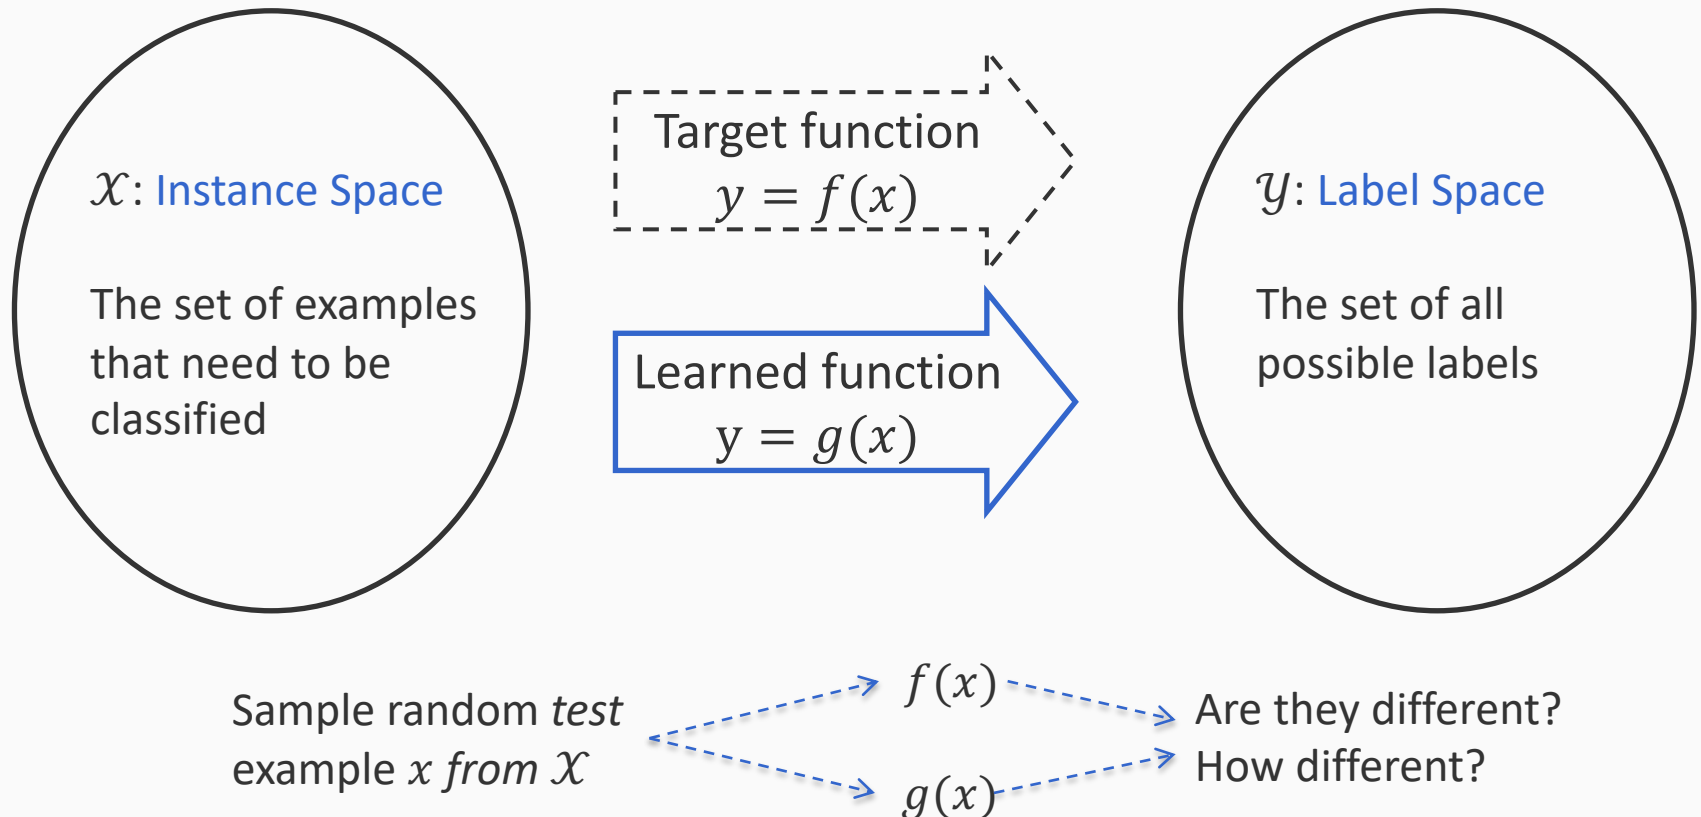 𝒳: Instance Space
The set of examples
that need to be
classified
Target function
y = f(x)
Learned function
y = g(x)
𝒴: Label Space
The set of all
possible labels
Sample random test
example x from 𝒳
f(x)
g(x)
Are they different?
How different?